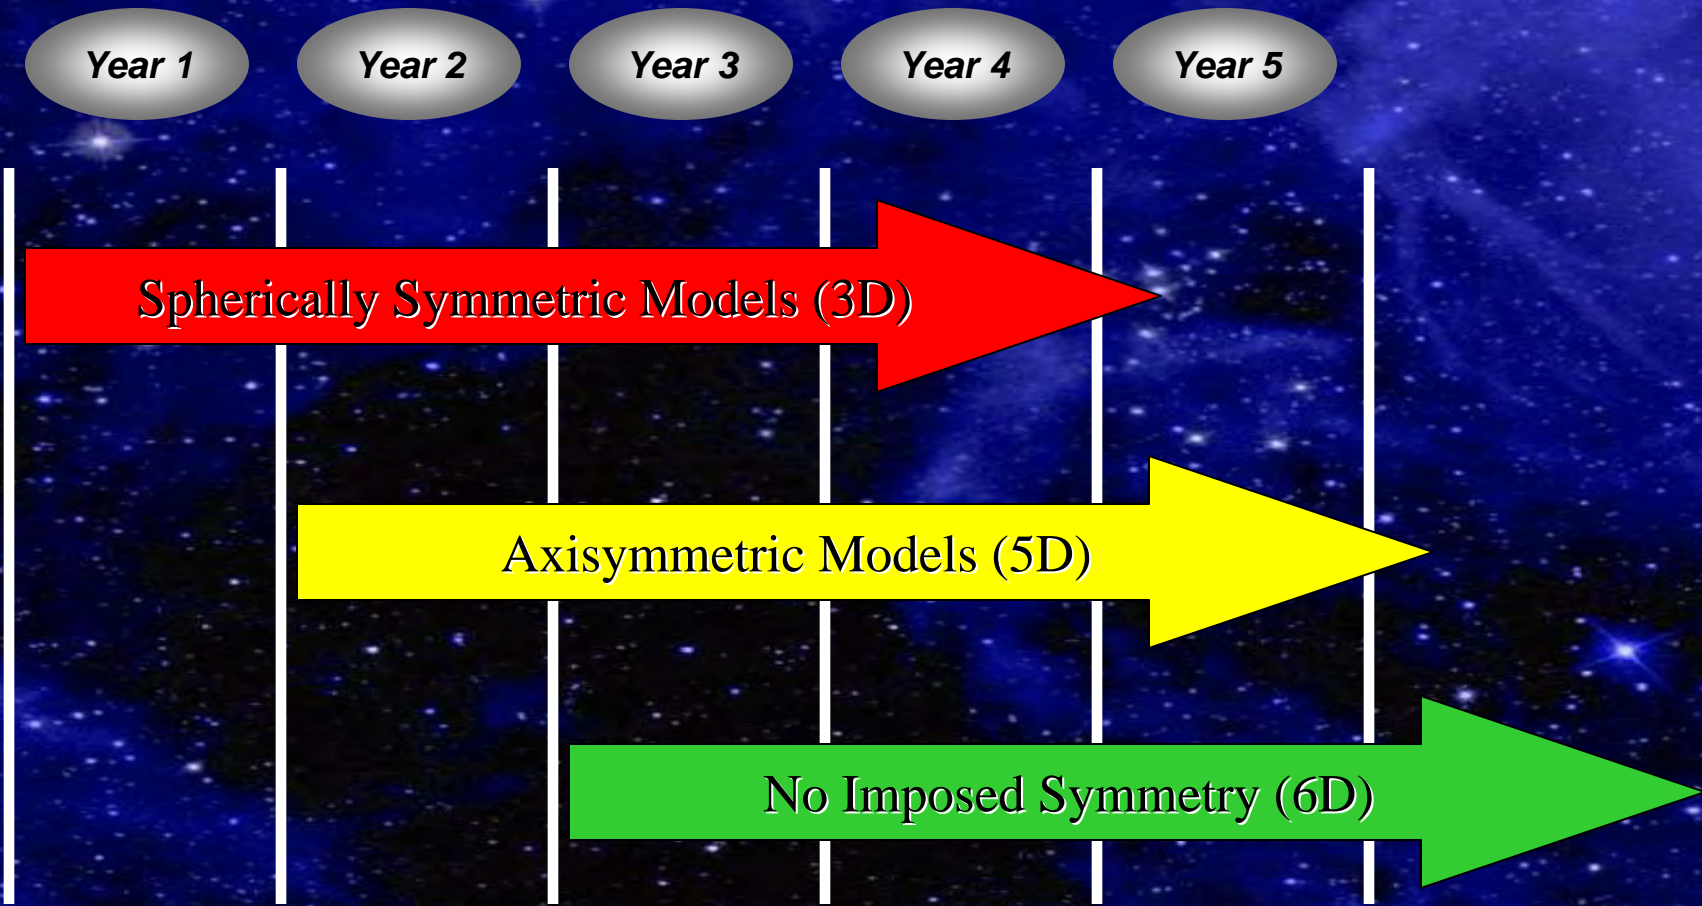 Year 1
Year 2
Year 3
Year 4
Year 5
Spherically Symmetric Models (3D)
Axisymmetric Models (5D)
No Imposed Symmetry (6D)